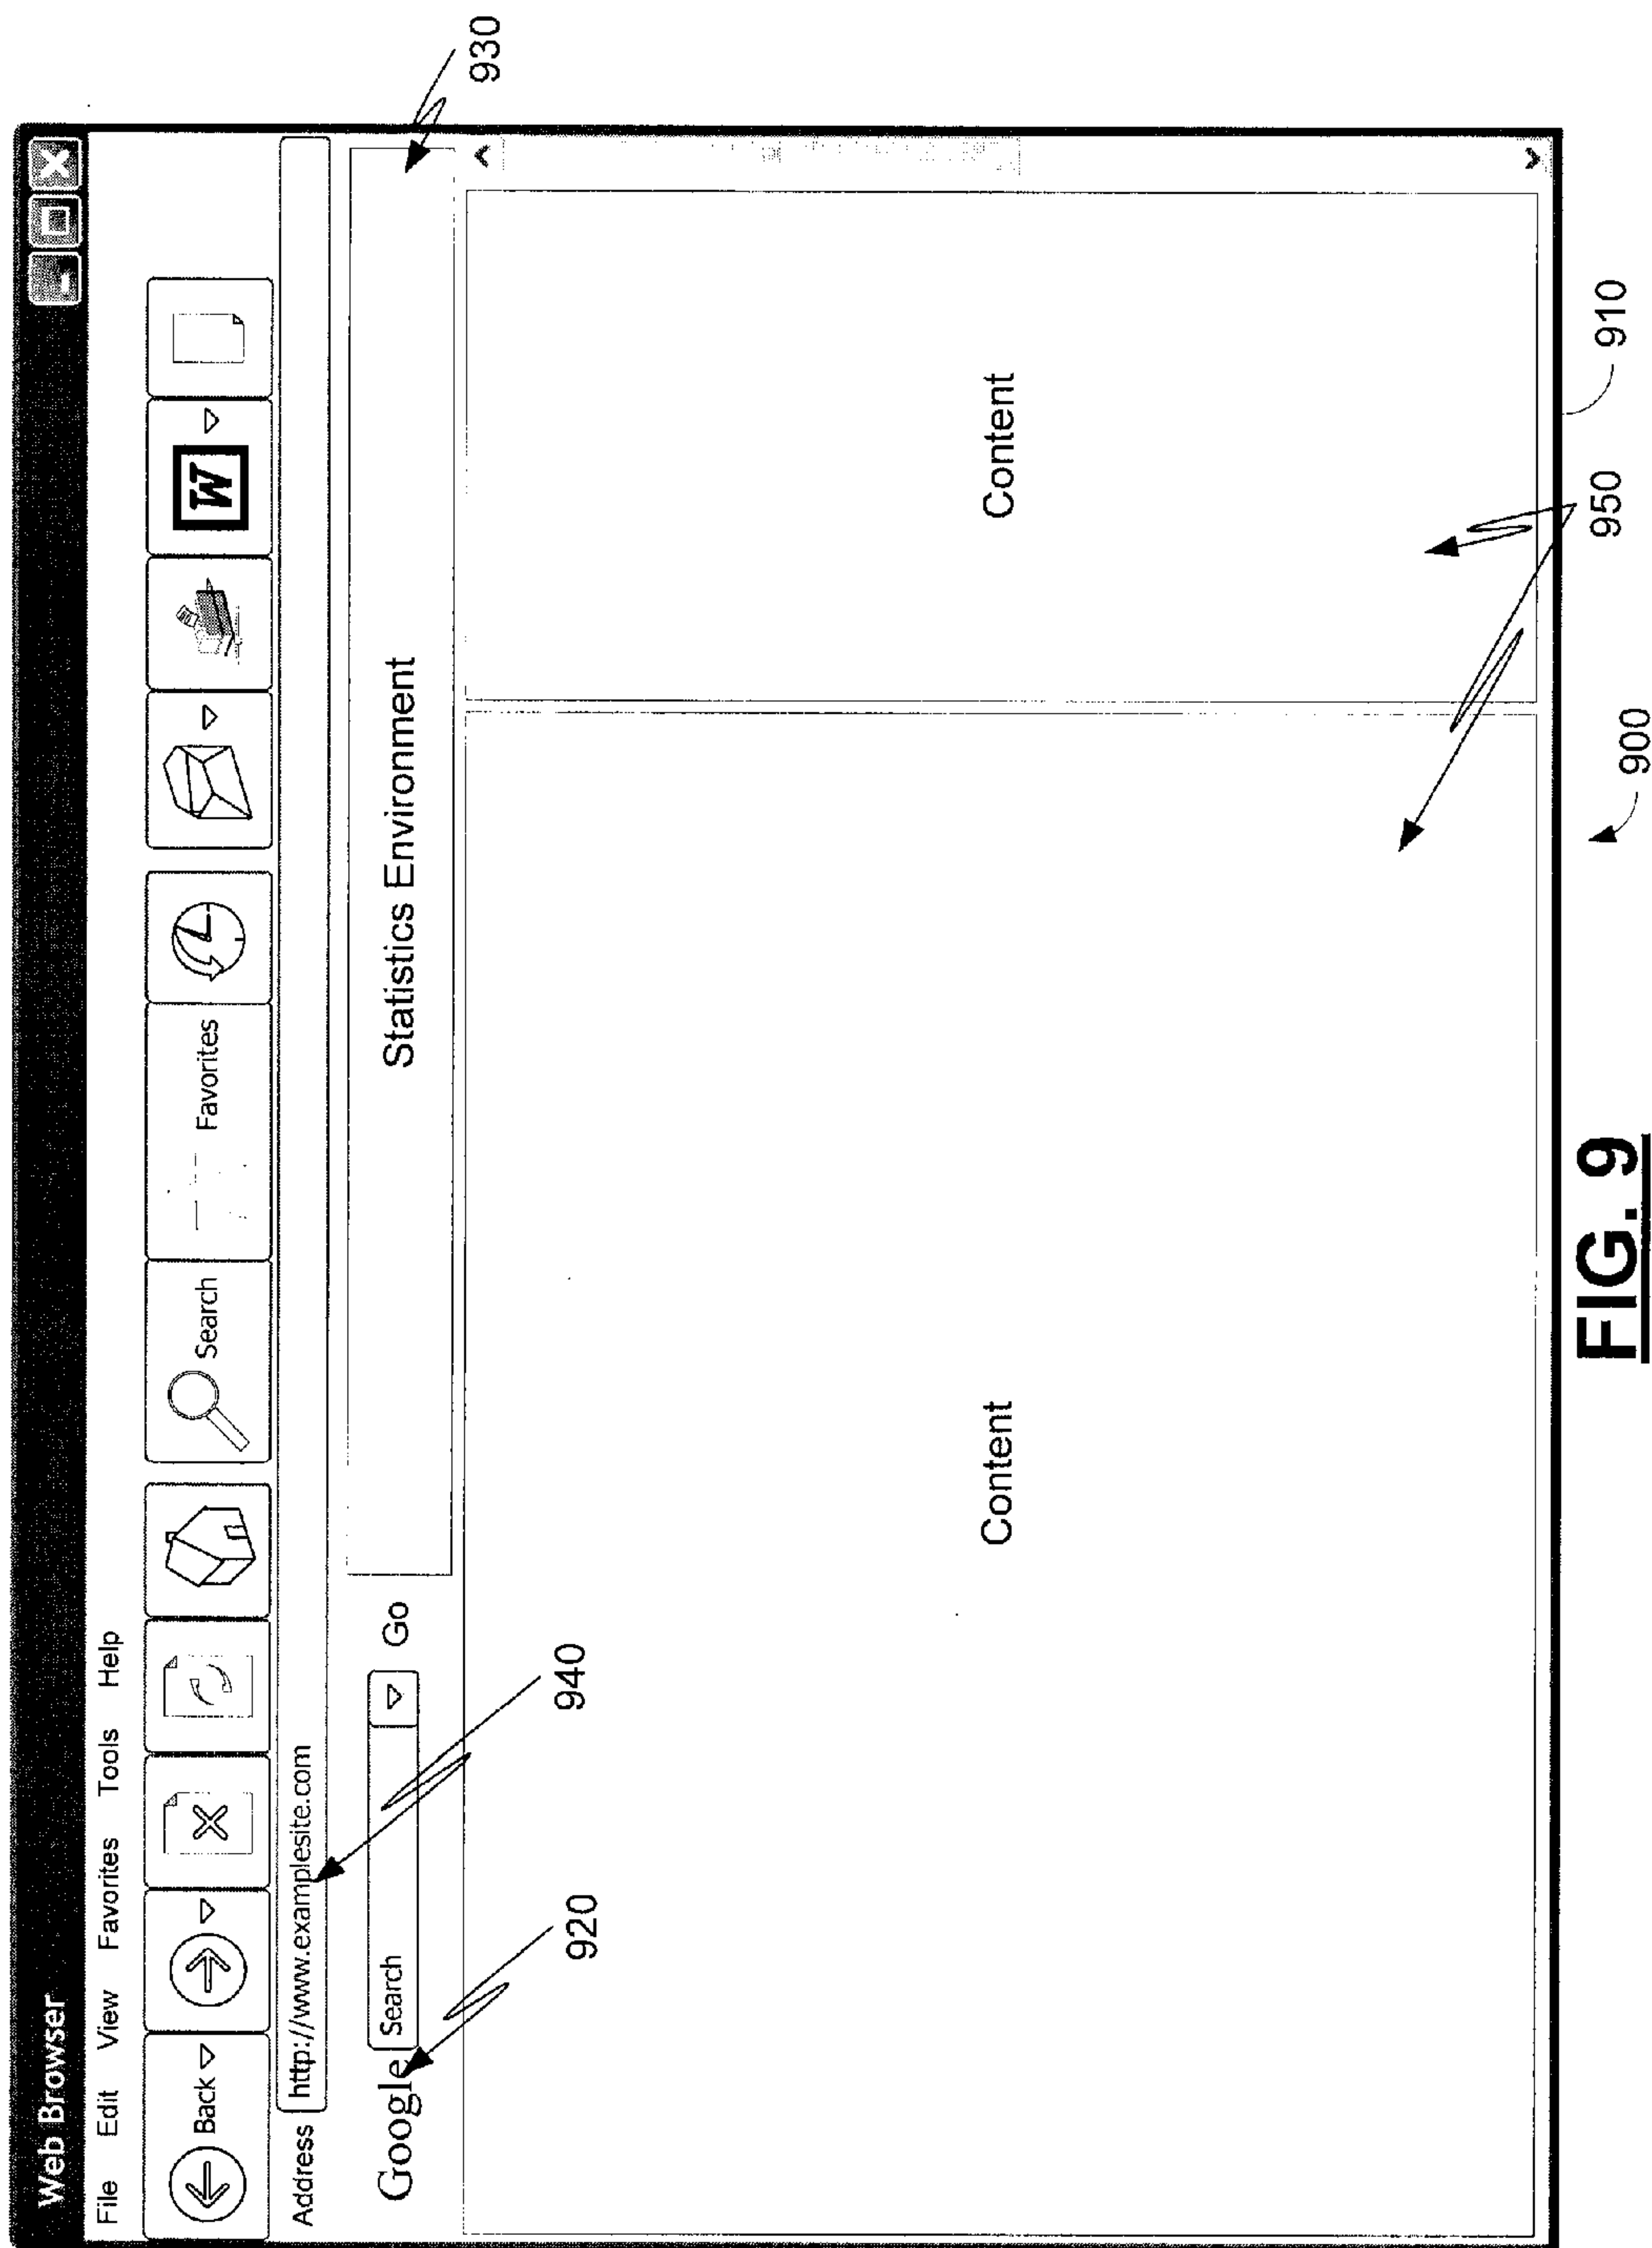 Web Browser
File Edit View Favorites Tools Help
Back Search Favorites W
Address http://www.examplesite.com
Google Search Go Statistics Environment
930
940
920
Content Content
950
910
900
FIG. 9